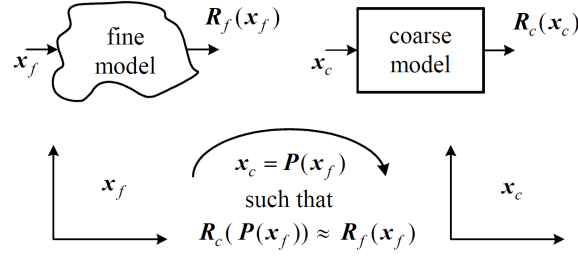 fine
model
x_f
R_f(x_f)
coarse
model
x_c
R_c(x_c)
x_f
x_c = P(x_f)
such that
R_c(P(x_f)) ≈ R_f(x_f)
x_c